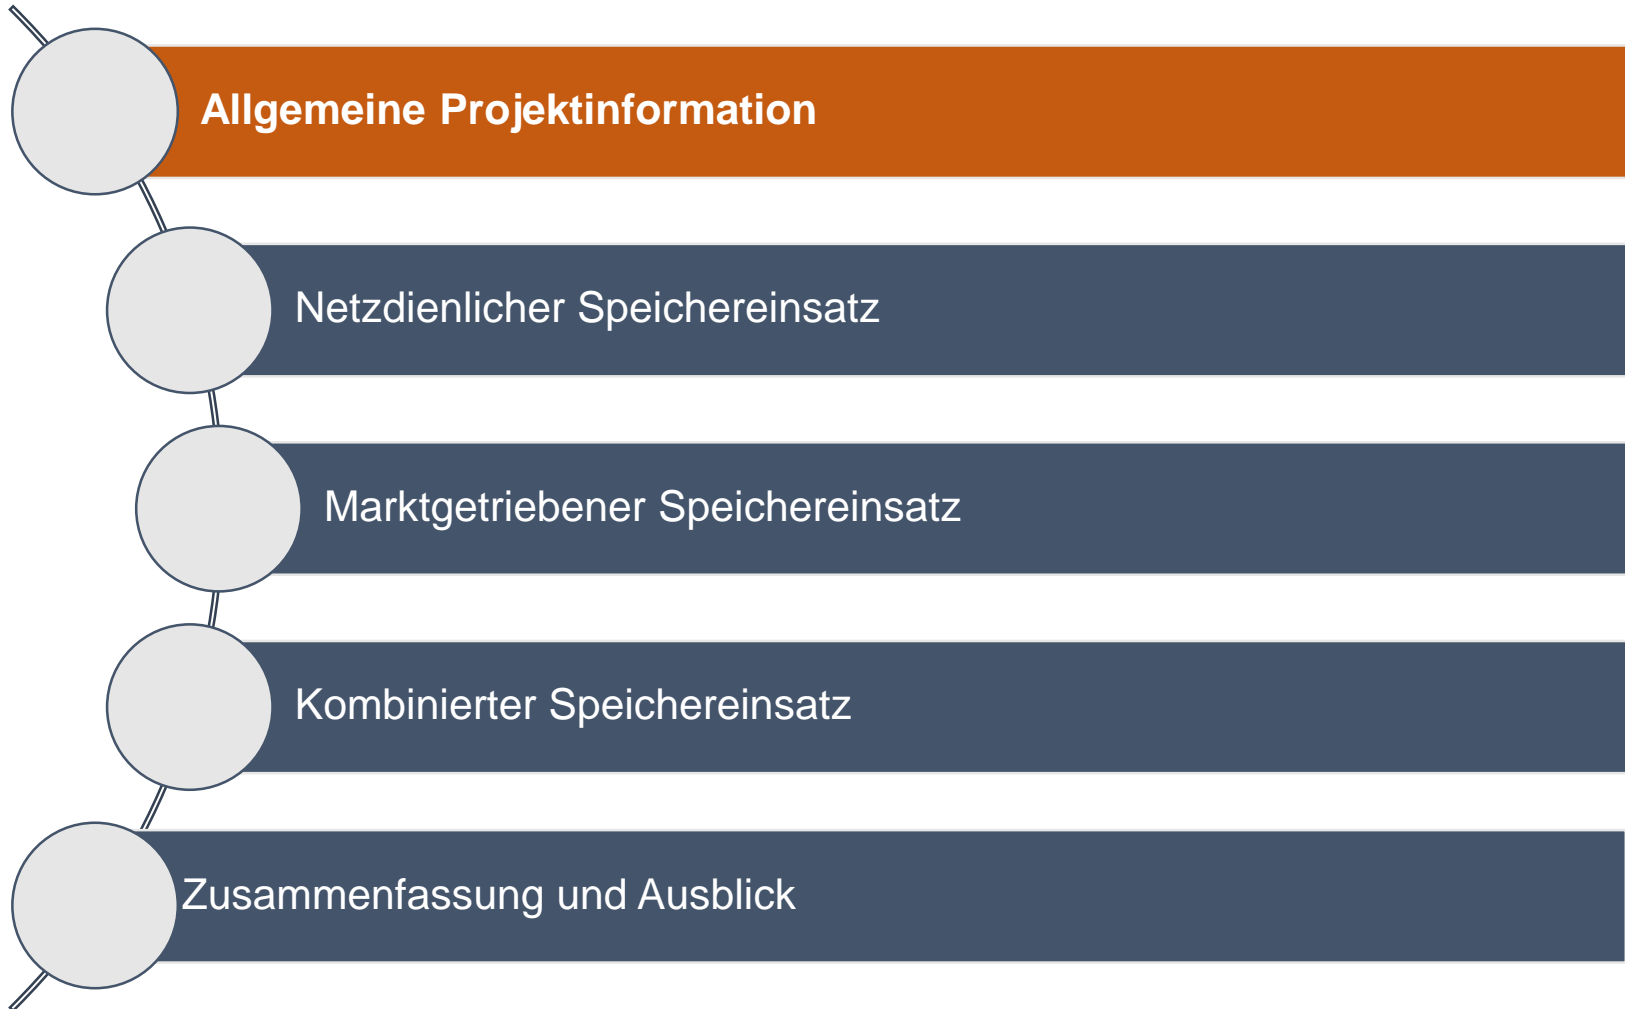 Allgemeine Projektinformation
Netzdienlicher Speichereinsatz
Marktgetriebener Speichereinsatz
Kombinierter Speichereinsatz
Zusammenfassung und Ausblick